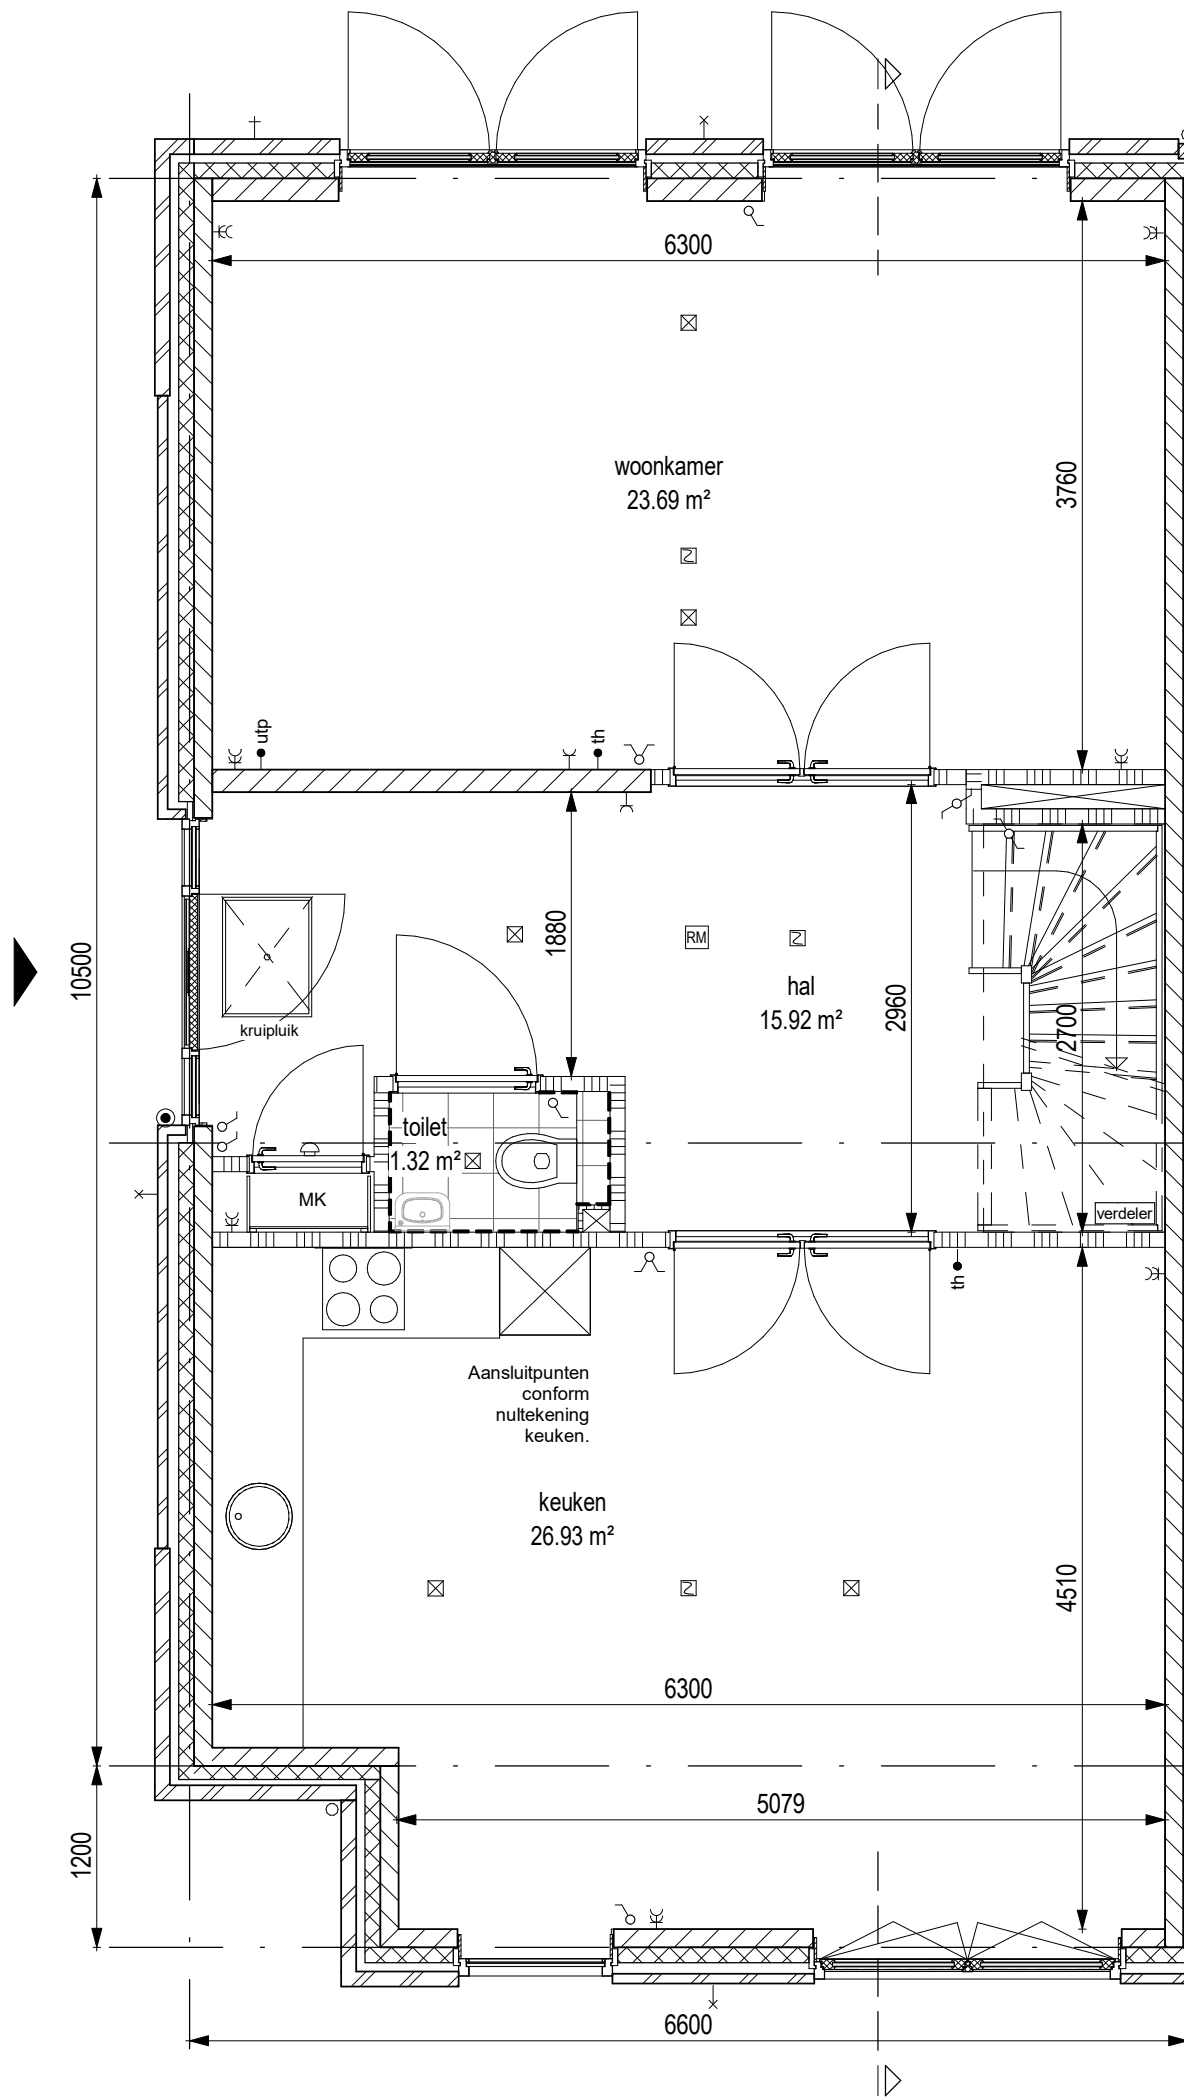 6300
woonkamer
23.69 m²
3760
utp
th
10500
1880
RM
hal
15.92 m²
2960
2700
kruipluik
toilet
1.32 m²
MK
verdeler
th
Aansluitpunten
conform
nultekening
keuken.
keuken
26.93 m²
4510
6300
5079
1200
6600